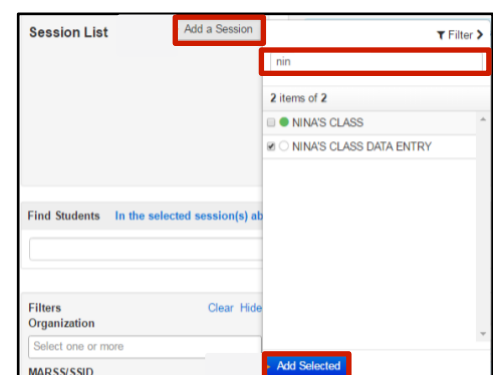 Session List
Add a Session
Filter
nin
2 items of 2
NINA'S CLASS
NINA'S CLASS DATA ENTRY
Find Students In the selected session(s) ab
Filters Clear Hide
Organization
Select one or more
MARSS/SSID
Add Selected